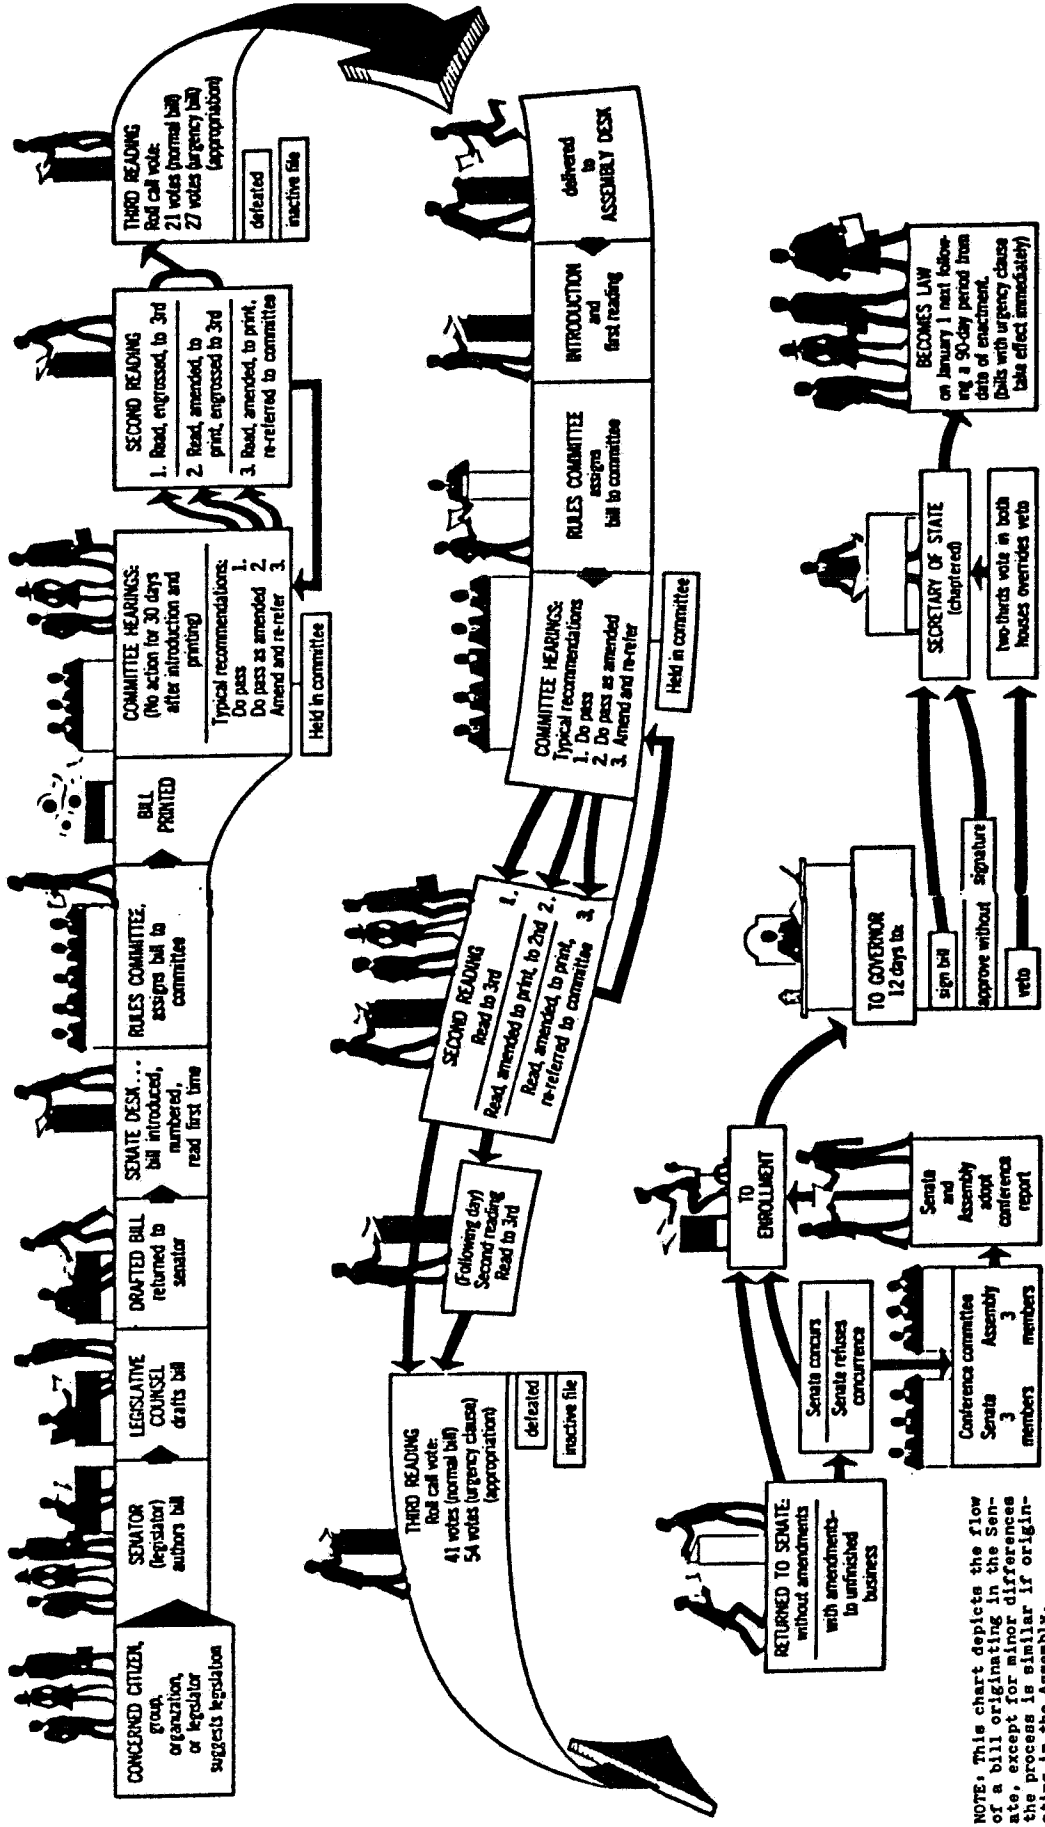 CONCERNED CITIZEN,
group,
organization,
or legislator
suggests legislation
SENATOR
(legislator)
authors bill
LEGISLATIVE
COUNSEL
drafts bill
DRAFTED BILL
returned to
senator
SENATE DESK...
bill introduced,
numbered,
read first time
RULES COMMITTEE,
assigns bill to
committee
BILL
PRINTED
COMMITTEE HEARINGS:
(No action for 30 days
after introduction and
printing)
Typical recommendations:
Do pass 1.
Do pass as amended 2.
Amend and re-refer 3.
Held in committee
SECOND READING
1. Read, engrossed, to 3rd
2. Read, amended, to
print, engrossed to 3rd
3. Read, amended, to print,
re-referred to committee
THIRD READING
Roll call vote:
21 votes (normal bill)
27 votes (urgency bill)
(appropriation)
defeated
inactive file
delivered
to
ASSEMBLY DESK
INTRODUCTION
and
first reading
RULES COMMITTEE
assigns
bill to committee
COMMITTEE HEARINGS:
Typical recommendations
1. Do pass
2. Do pass as amended
3. Amend and re-refer
Held in committee
SECOND READING
Read to 3rd 1.
Read, amended to print, to 2nd 2.
Read, amended, to print, 3.
re-referred to committee
(Following day)
Second reading
Read to 3rd
THIRD READING
Roll call vote:
41 votes (normal bill)
54 votes (urgency clause)
(appropriation)
defeated
inactive file
RETURNED TO SENATE:
without amendments
with amendments-
to unfinished
business
Senate concurs
Senate refuses
concurrence
Conference committee
Senate Assembly
3 3
members members
Senate
and
Assembly
adopt
conference
report
TO
ENROLLMENT
TO GOVERNOR
12 days to:
sign bill
approve without signature
veto
SECRETARY OF STATE
(chaptered)
two-thirds vote in both
houses overrides veto
BECOMES LAW
on January 1 next follow-
ing a 90-day period from
date of enactment.
(bills with urgency clause
take effect immediately)
NOTE: This chart depicts the flow
of a bill originating in the Sen-
ate, except for minor differences
the process is similar if origin-
ating in the Assembly.